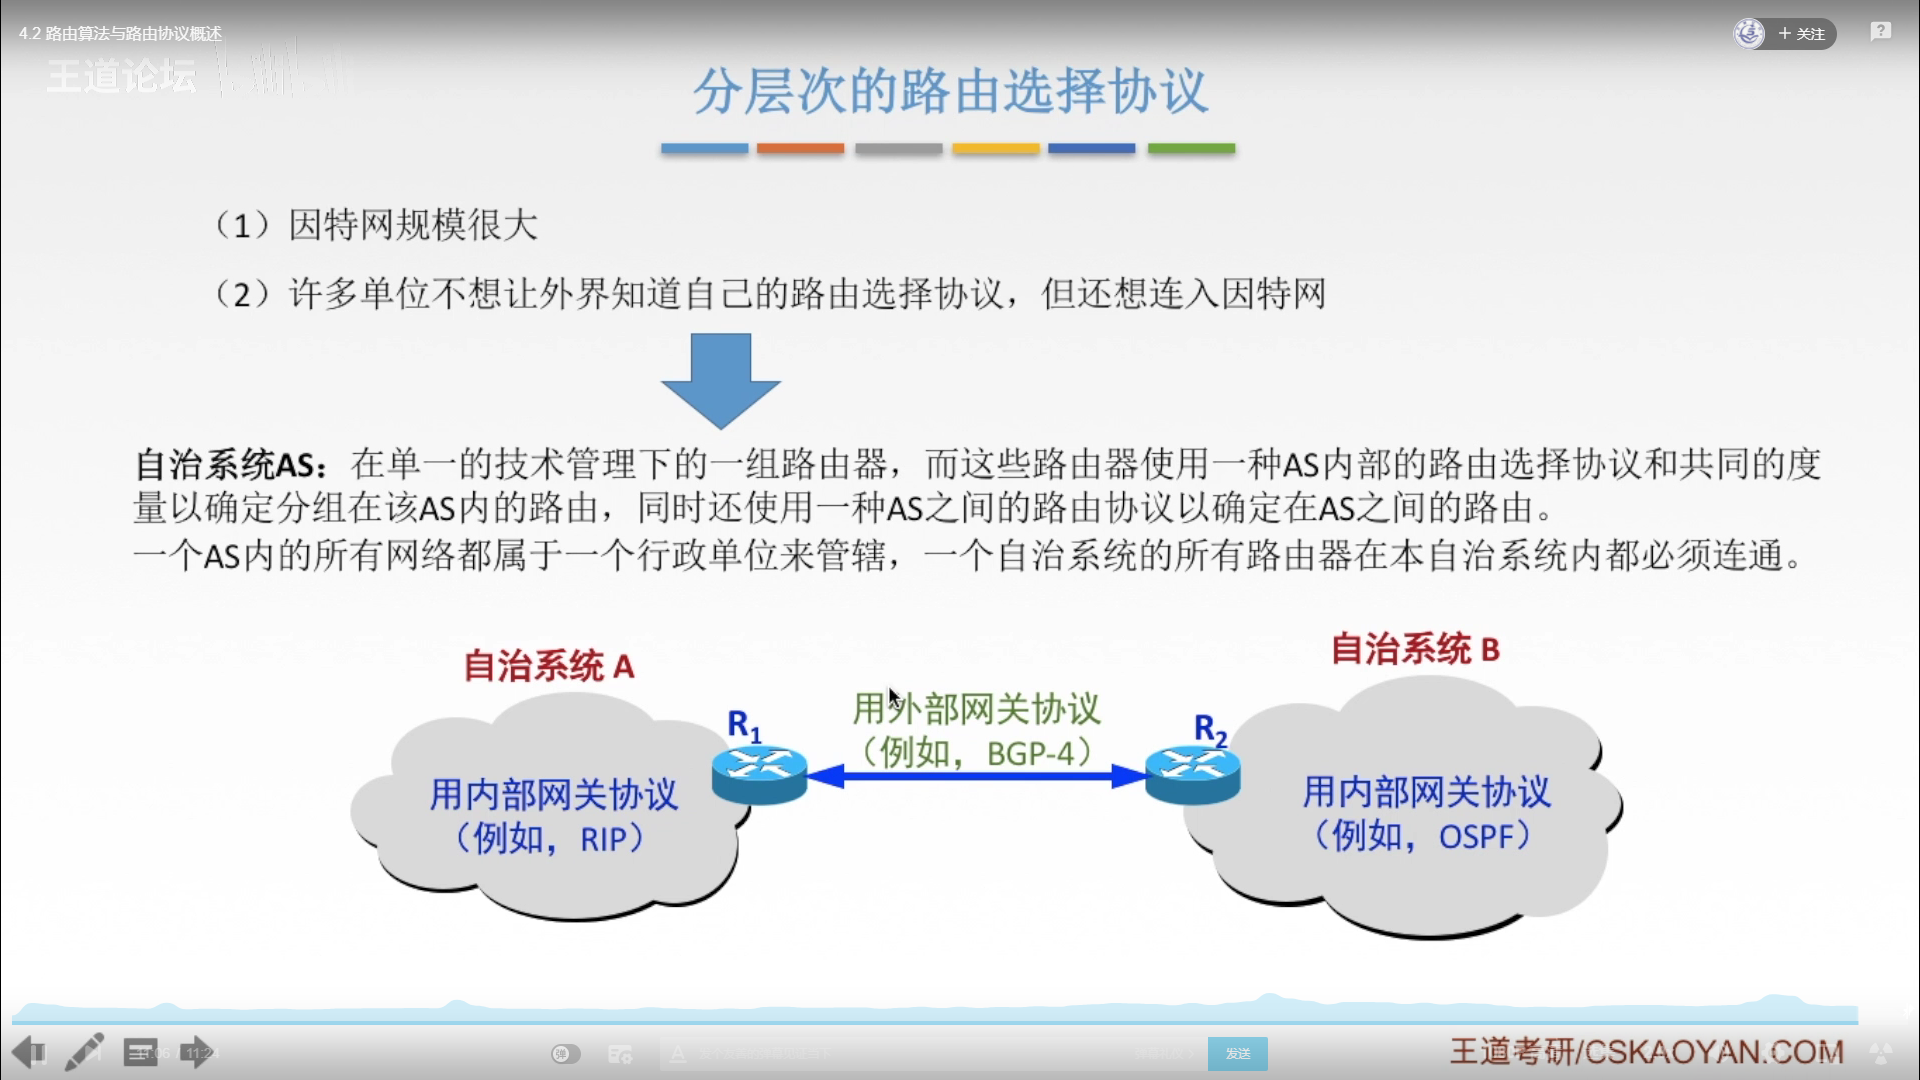 4.2 路由算法与路由协议概述
+ 关注
王道论坛
分层次的路由选择协议
（1）因特网规模很大
（2）许多单位不想让外界知道自己的路由选择协议，但还想连入因特网
自治系统AS：在单一的技术管理下的一组路由器，而这些路由器使用一种AS内部的路由选择协议和共同的度
量以确定分组在该AS内的路由，同时还使用一种AS之间的路由协议以确定在AS之间的路由。
一个AS内的所有网络都属于一个行政单位来管辖，一个自治系统的所有路由器在本自治系统内都必须连通。
自治系统 A
自治系统 B
R1
用外部网关协议
（例如，BGP-4）
R2
用内部网关协议
（例如，RIP）
用内部网关协议
（例如，OSPF）
11:06 / 11:24
弹
发送
王道考研/CSKAOYAN.COM